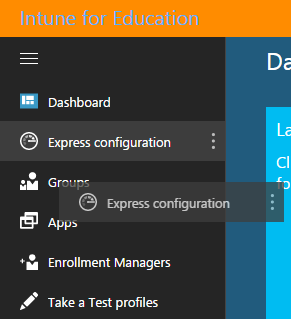 Intune for Education
Da
Dashboard
Express configuration
La
Cl
fo
Groups
Express configuration
Apps
Enrollment Managers
Take a Test profiles